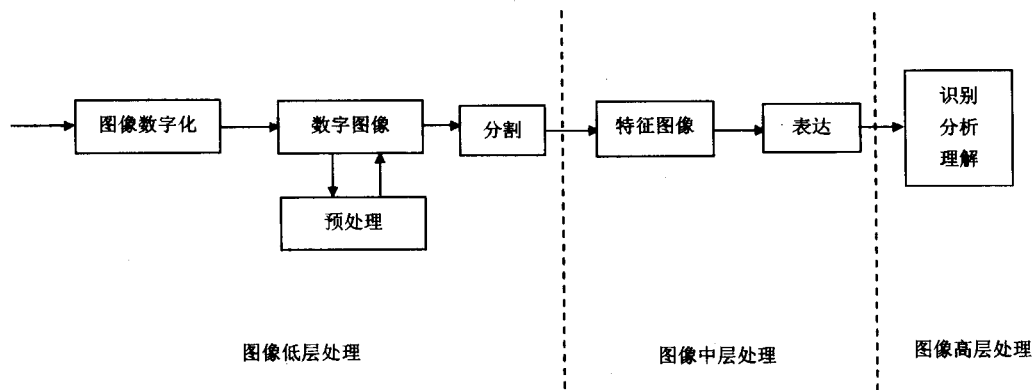 图像数字化
数字图像
分割
特征图像
表达
识别
分析
理解
预处理
图像低层处理
图像中层处理
图像高层处理